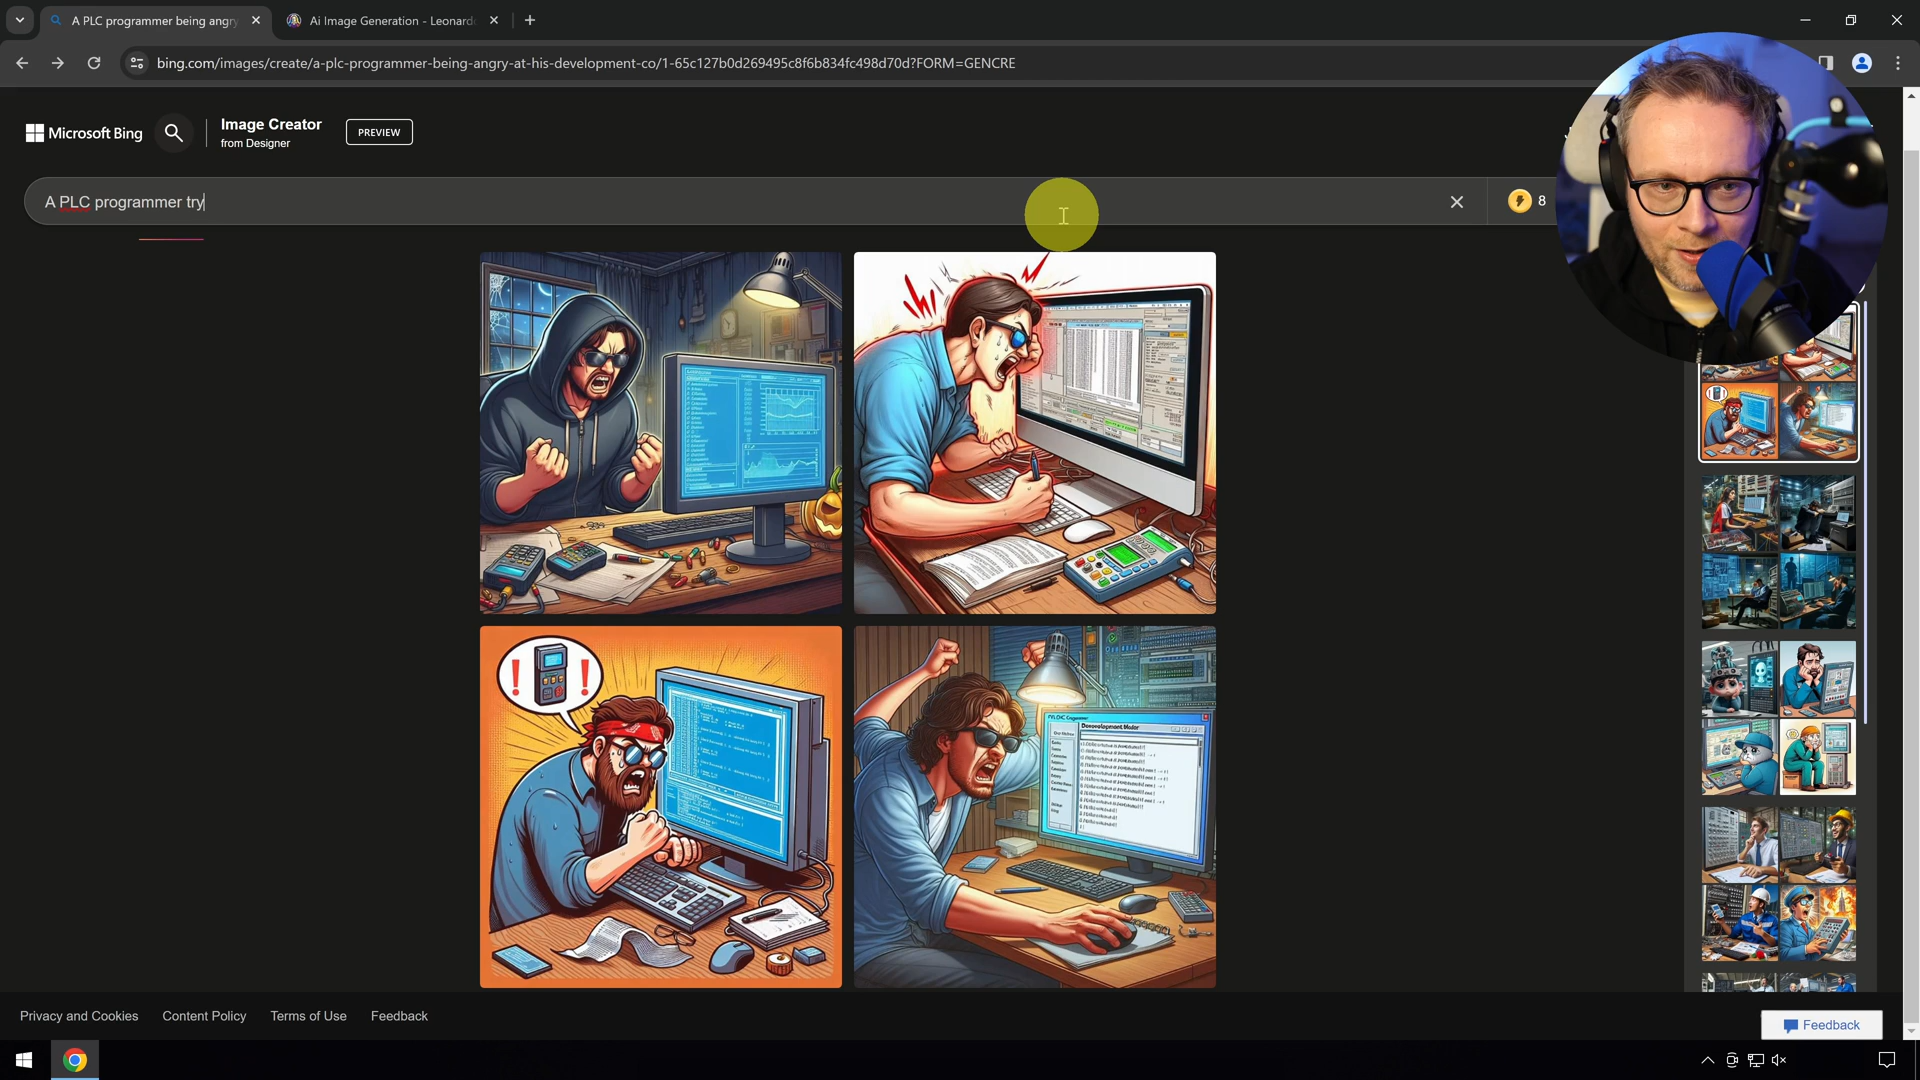 A PLC programmer being angry
Ai Image Generation - Leonard
bing.com/images/create/a-plc-programmer-being-angry-at-his-development-co/1-65c127b0d269495c8f6b834fc498d70d?FORM=GENCRE
Microsoft Bing
Image Creator
from Designer
PREVIEW
A PLC programmer try
8
Privacy and Cookies
Content Policy
Terms of Use
Feedback
Feedback